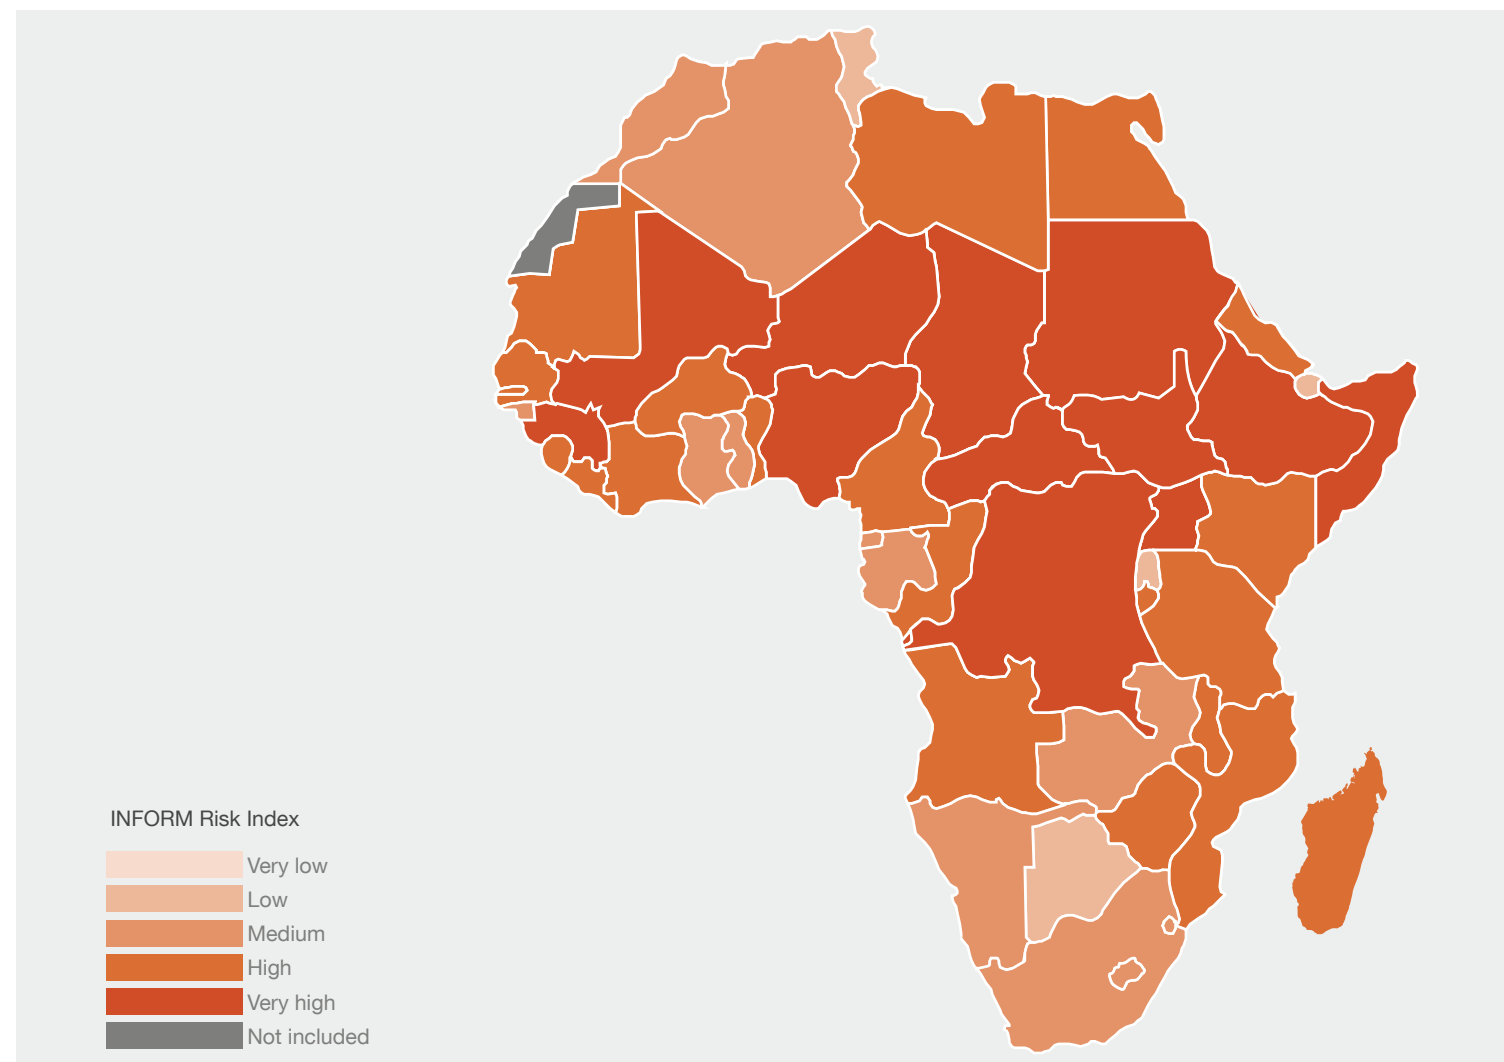 INFORM Risk Index
Very low
Low
Medium
High
Very high
Not included